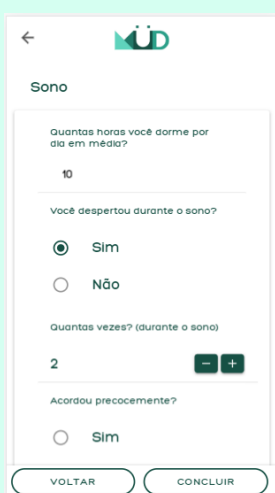 MÜD
Sono
Quantas horas você dorme por
dia em média?
10
Você despertou durante o sono?
Sim
Não
Quantas vezes? (durante o sono)
2
Acordou precocemente?
Sim
VOLTAR
CONCLUIR